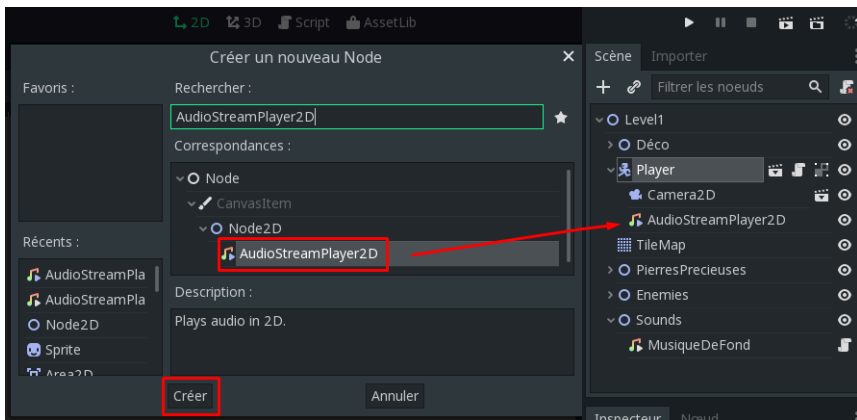 2D 3D Script AssetLib
Créer un nouveau Node
Favoris :
Rechercher :
AudioStreamPlayer2D
Correspondances :
Node
CanvasItem
Node2D
AudioStreamPlayer2D
Récents :
AudioStreamPla
AudioStreamPla
Node2D
Sprite
Area2D
Description :
Plays audio in 2D.
Créer
Annuler
Scène Importer
Filtrer les noeuds
Level1
Déco
Player
Camera2D
AudioStreamPlayer2D
TileMap
PierresPrecieuses
Enemies
Sounds
MusiqueDeFond
Inspecteur Nœud